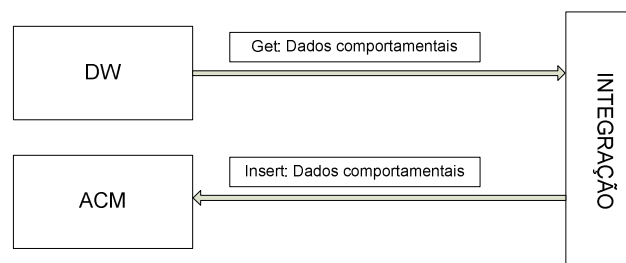 Get: Dados comportamentais
DW
INTEGRAÇÃO
Insert: Dados comportamentais
ACM